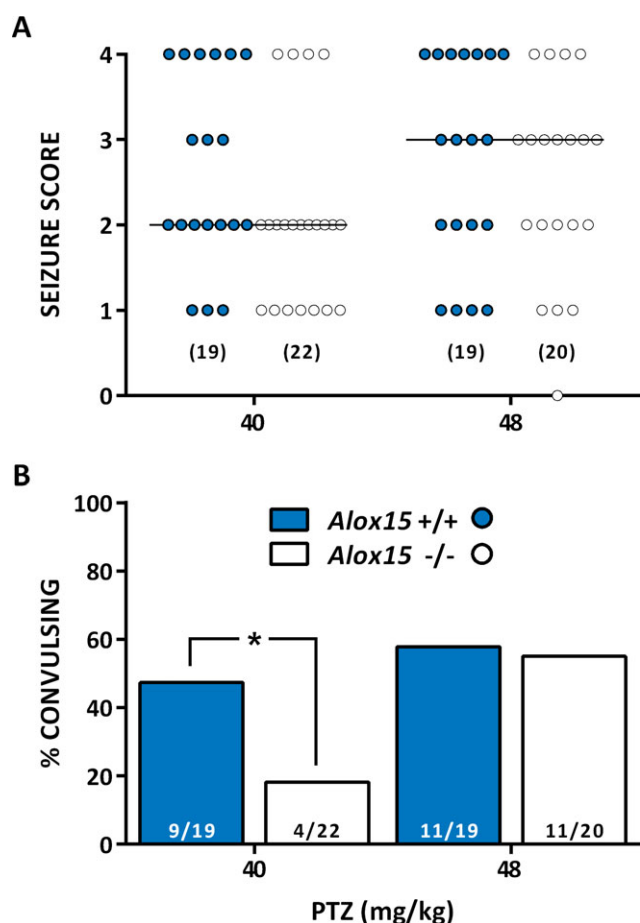 A
SEIZURE SCORE
4
3
2
1
0
(19) (22) (19) (20)
40 48
B
% CONVULSING
100
80
60
40
20
0
Alox15 +/+
Alox15 -/-
*
9/19 4/22 11/19 11/20
40 48
PTZ (mg/kg)